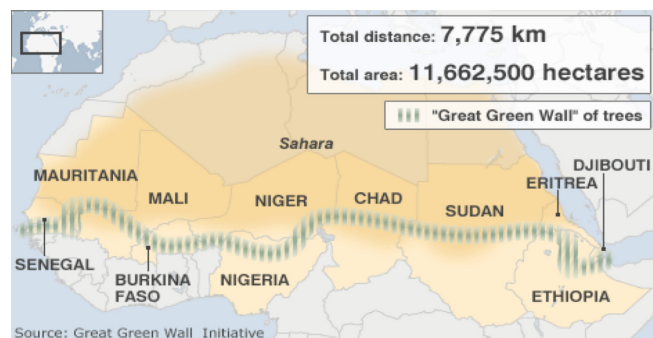 Total distance: 7,775 km
Total area: 11,662,500 hectares
"Great Green Wall" of trees
Sahara
DJIBOUTI
MAURITANIA
ERITREA
MALI
NIGER
CHAD
SUDAN
SENEGAL
BURKINA
FASO
NIGERIA
ETHIOPIA
Source: Great Green Wall Initiative